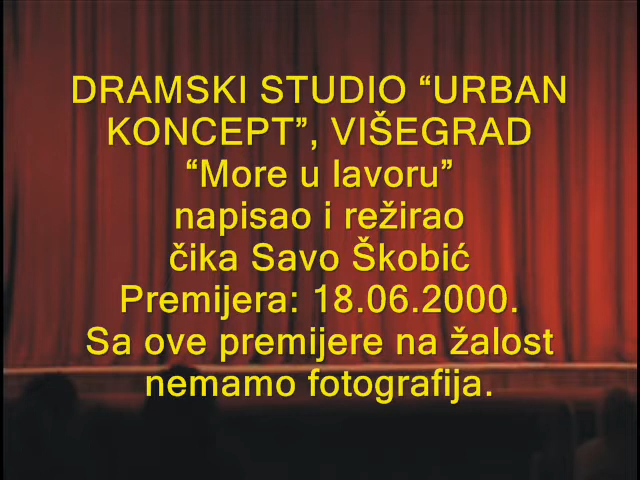 DRAMSKI STUDIO “URBAN
KONCEPT”, VIŠEGRAD
“More u lavoru”
napisao i režirao
čika Savo Škobić
Premijera: 18.06.2000.
Sa ove premijere na žalost
nemamo fotografija.